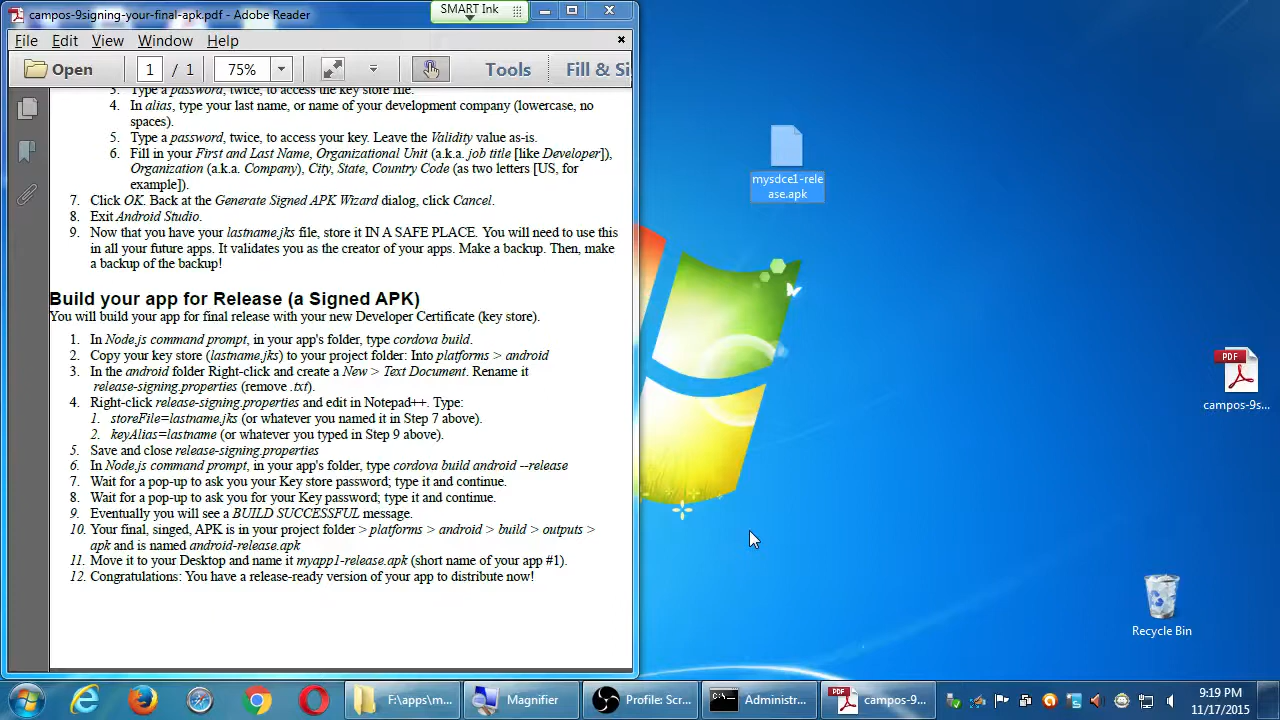 campos-9signing-your-final-apk.pdf - Adobe Reader
SMART Ink
File Edit View Window Help
Open 1 / 1 75% Tools Fill & Si
3. Type a password, twice, to access the key store file.
4. In alias, type your last name, or name of your development company (lowercase, no
spaces).
5. Type a password, twice, to access your key. Leave the Validity value as-is.
6. Fill in your First and Last Name, Organizational Unit (a.k.a. job title [like Developer]),
Organization (a.k.a. Company), City, State, Country Code (as two letters [US, for
example]).
7. Click OK. Back at the Generate Signed APK Wizard dialog, click Cancel.
8. Exit Android Studio.
9. Now that you have your lastname.jks file, store it IN A SAFE PLACE. You will need to use this
in all your future apps. It validates you as the creator of your apps. Make a backup. Then, make
a backup of the backup!
Build your app for Release (a Signed APK)
You will build your app for final release with your new Developer Certificate (key store).
1. In Node.js command prompt, in your app's folder, type cordova build.
2. Copy your key store (lastname.jks) to your project folder: Into platforms > android
3. In the android folder Right-click and create a New > Text Document. Rename it
release-signing.properties (remove .txt).
4. Right-click release-signing.properties and edit in Notepad++. Type:
1. storeFile=lastname.jks (or whatever you named it in Step 7 above).
2. keyAlias=lastname (or whatever you typed in Step 9 above).
5. Save and close release-signing.properties
6. In Node.js command prompt, in your app's folder, type cordova build android --release
7. Wait for a pop-up to ask you your Key store password; type it and continue.
8. Wait for a pop-up to ask you for your Key password; type it and continue.
9. Eventually you will see a BUILD SUCCESSFUL message.
10. Your final, singed, APK is in your project folder > platforms > android > build > outputs >
apk and is named android-release.apk
11. Move it to your Desktop and name it myapp1-release.apk (short name of your app #1).
12. Congratulations: You have a release-ready version of your app to distribute now!
mysdce1-rele
ase.apk
PDF
campos-9s...
Recycle Bin
F:\apps\m...
Magnifier
Profile: Scr...
Administr...
PDF
campos-9...
9:19 PM
11/17/2015